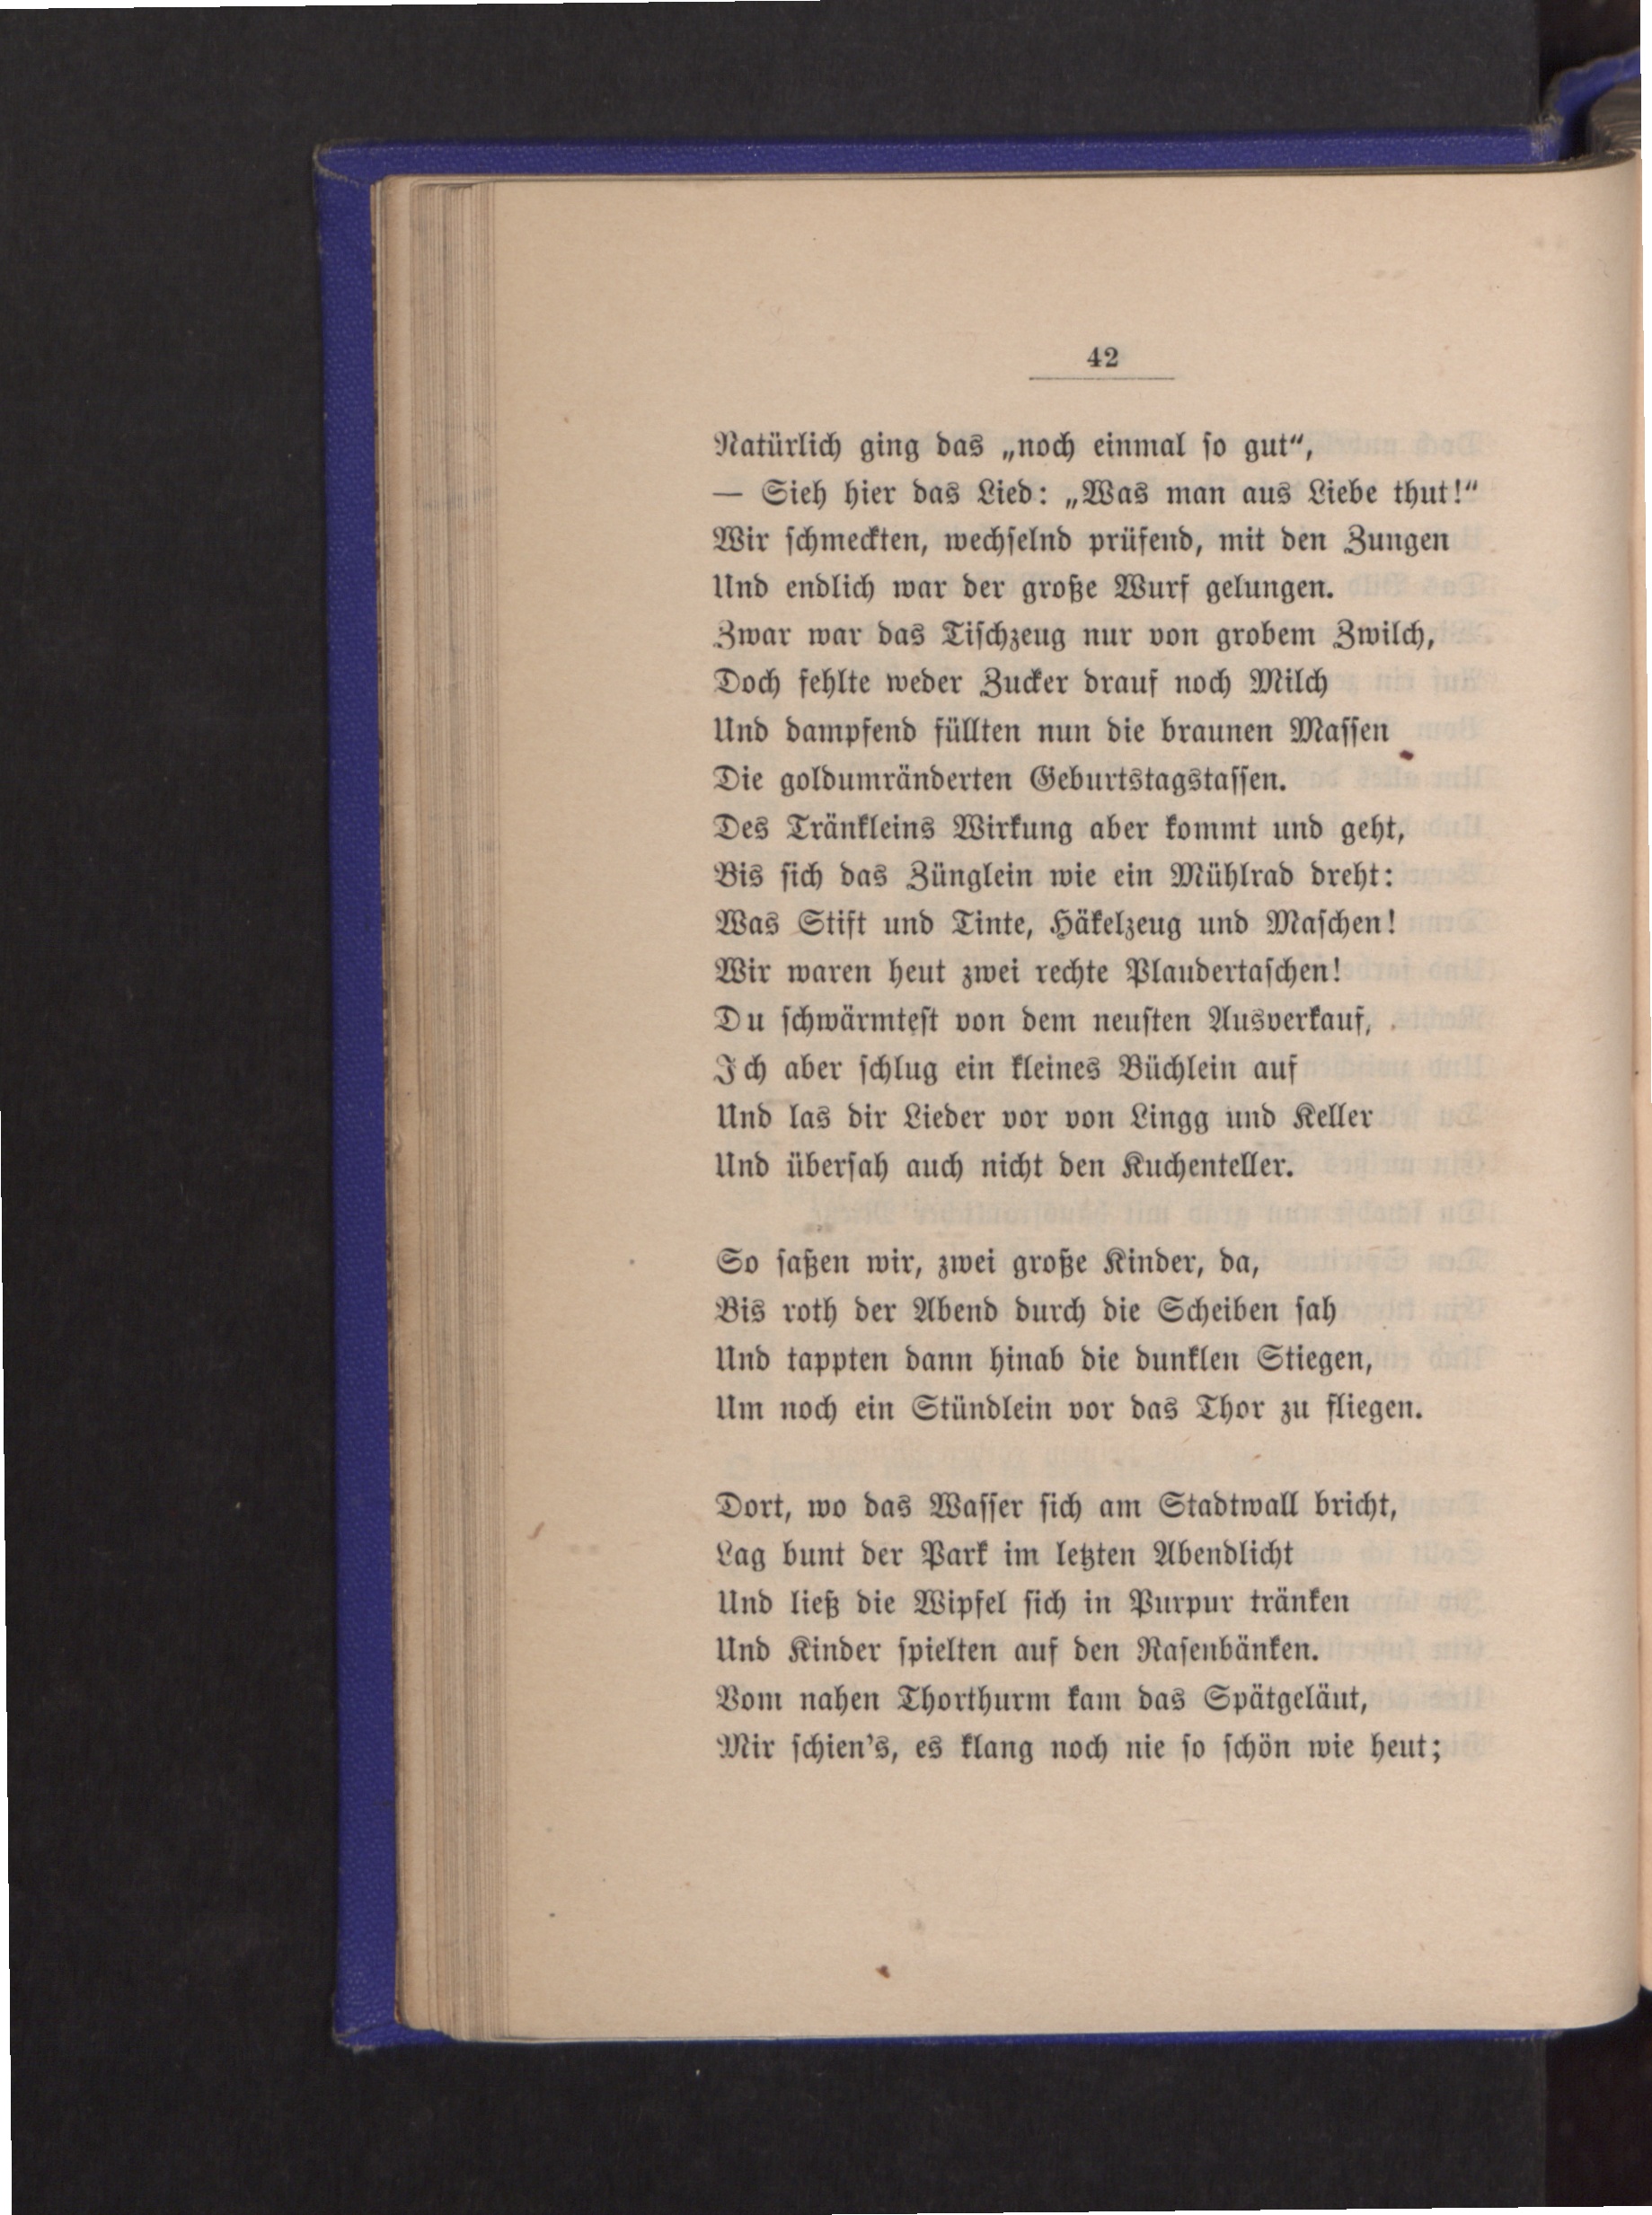 42
Natürlich ging das „noch einmal so gut“,
— Sieh hier das Lied: „Was man aus Liebe thut!“
Wir schmeckten, wechselnd prüfend, mit den Zungen
Und endlich war der große Wurf gelungen.
Zwar war das Tischzeug nur von grobem Zwilch,
Doch fehlte weder Zucker drauf noch Milch
Und dampfend füllten nun die braunen Massen
Die goldumränderten Geburtstagstassen.
Des Tränkleins Wirkung aber kommt und geht,
Bis sich das Zünglein wie ein Mühlrad dreht:
Was Stift und Tinte, Häkelzeug und Maschen!
Wir waren heut zwei rechte Plaudertaschen!
Du schwärmtest von dem neusten Ausverkauf,
Ich aber schlug ein kleines Büchlein auf
Und las dir Lieder vor von Lingg und Keller
Und übersah auch nicht den Kuchenteller.
So saßen wir, zwei große Kinder, da,
Bis roth der Abend durch die Scheiben sah
Und tappten dann hinab die dunklen Stiegen,
Um noch ein Stündlein vor das Thor zu fliegen.
Dort, wo das Wasser sich am Stadtwall bricht,
Lag bunt der Park im letzten Abendlicht
Und ließ die Wipfel sich in Purpur tränken
Und Kinder spielten auf den Rasenbänken.
Vom nahen Thorthurm kam das Spätgeläut,
Mir schien's, es klang noch nie so schön wie heut;